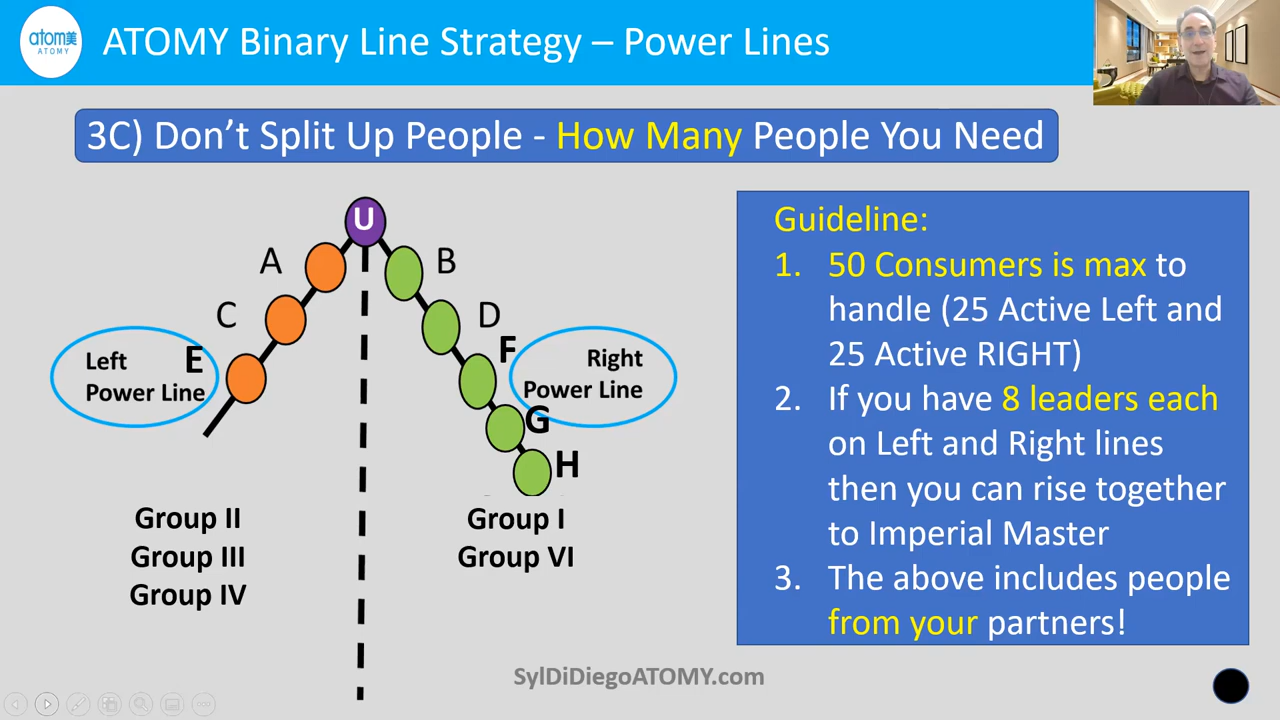 atom美
ATOMY
ATOMY Binary Line Strategy – Power Lines
3C) Don't Split Up People - How Many People You Need
U
A
B
C
D
E
F
G
H
Left
Power Line
Right
Power Line
Group II
Group III
Group IV
Group I
Group VI
Guideline:
1. 50 Consumers is max to
handle (25 Active Left and
25 Active RIGHT)
2. If you have 8 leaders each
on Left and Right lines
then you can rise together
to Imperial Master
3. The above includes people
from your partners!
SylDiDiegoATOMY.com